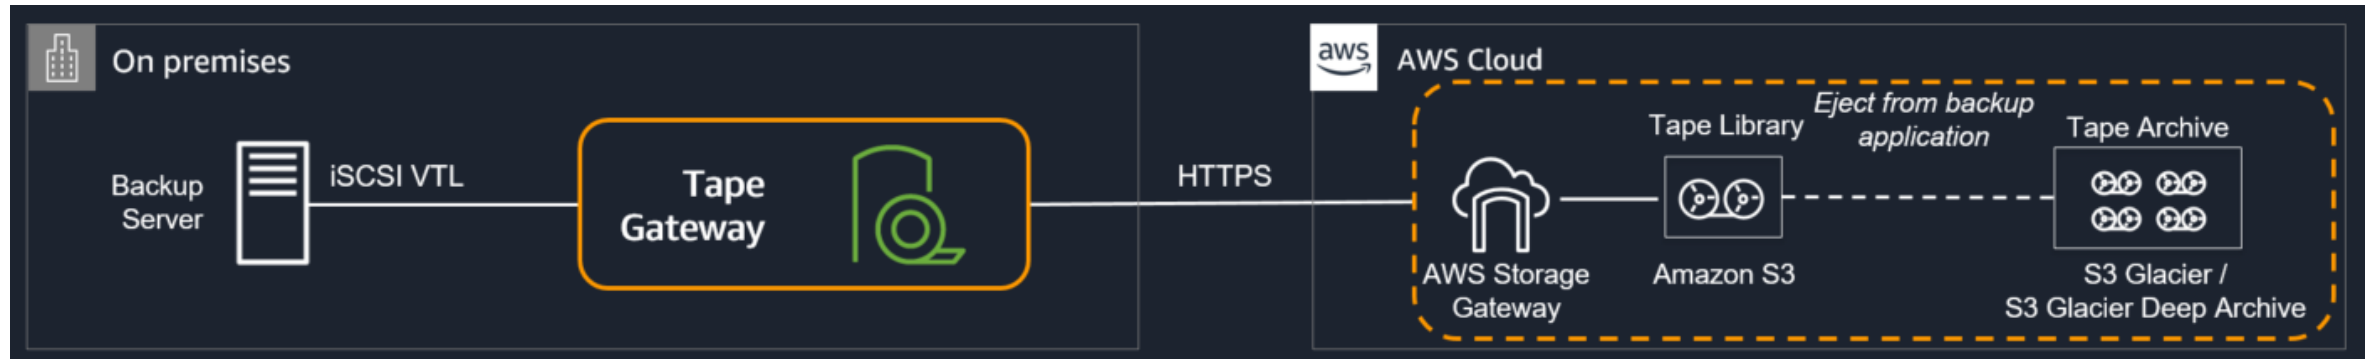 On premises
Backup
Server
iSCSI VTL
Tape
Gateway
HTTPS
aws
AWS Cloud
AWS Storage
Gateway
Tape Library
Amazon S3
Eject from backup
application
Tape Archive
S3 Glacier /
S3 Glacier Deep Archive